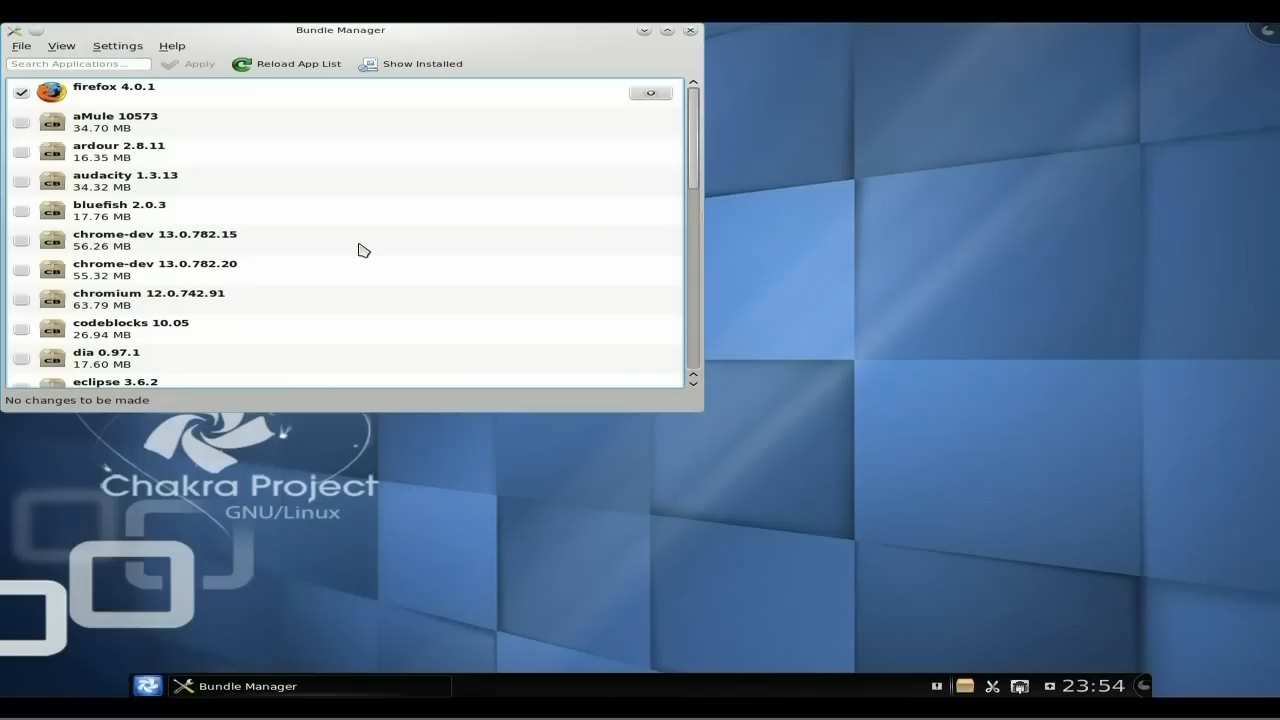 Bundle Manager
File View Settings Help
Search Applications... Apply Reload App List Show Installed
firefox 4.0.1
aMule 10573
34.70 MB
ardour 2.8.11
16.35 MB
audacity 1.3.13
34.32 MB
bluefish 2.0.3
17.76 MB
chrome-dev 13.0.782.15
56.26 MB
chrome-dev 13.0.782.20
55.32 MB
chromium 12.0.742.91
63.79 MB
codeblocks 10.05
26.94 MB
dia 0.97.1
17.60 MB
eclipse 3.6.2
No changes to be made
Chakra Project
GNU/Linux
Bundle Manager 23:54